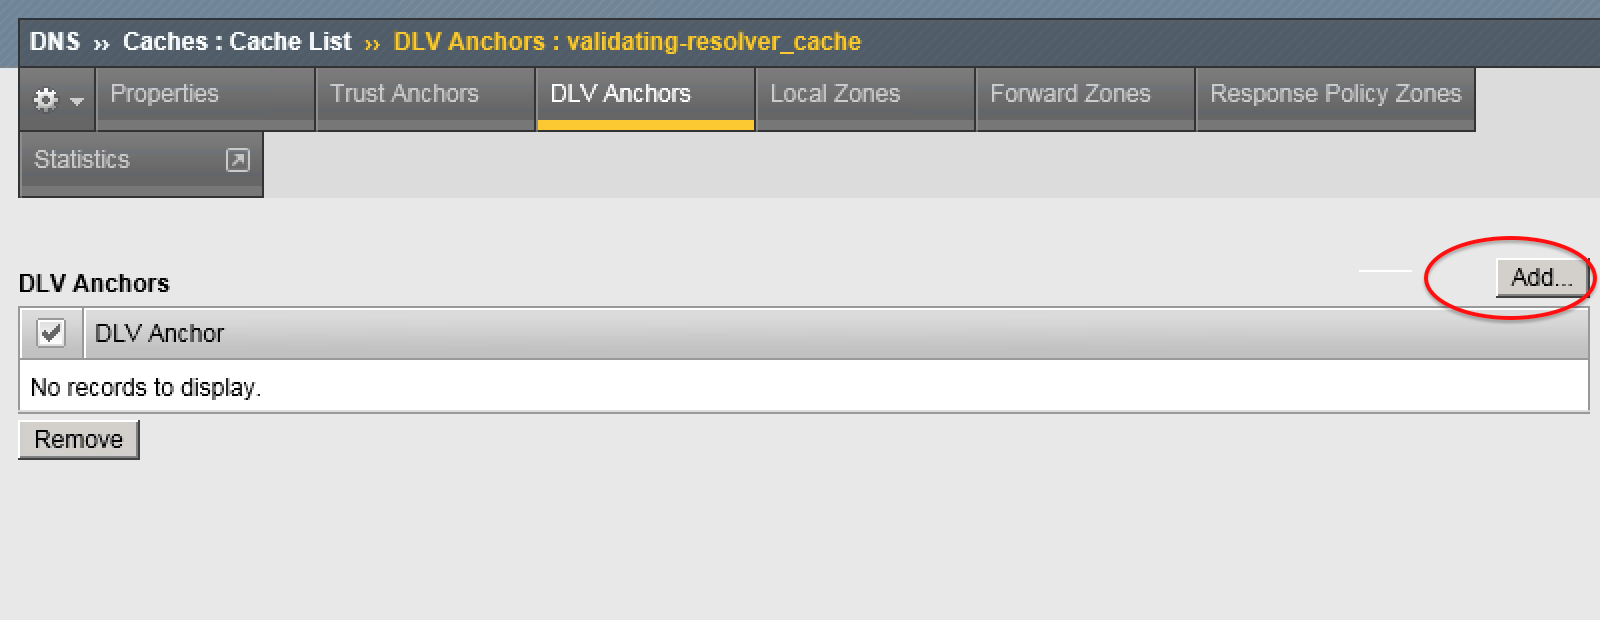 DNS ›› Caches : Cache List ›› DLV Anchors : validating-resolver_cache
Properties Trust Anchors DLV Anchors Local Zones Forward Zones Response Policy Zones
Statistics
DLV Anchors Add...
DLV Anchor
No records to display.
Remove